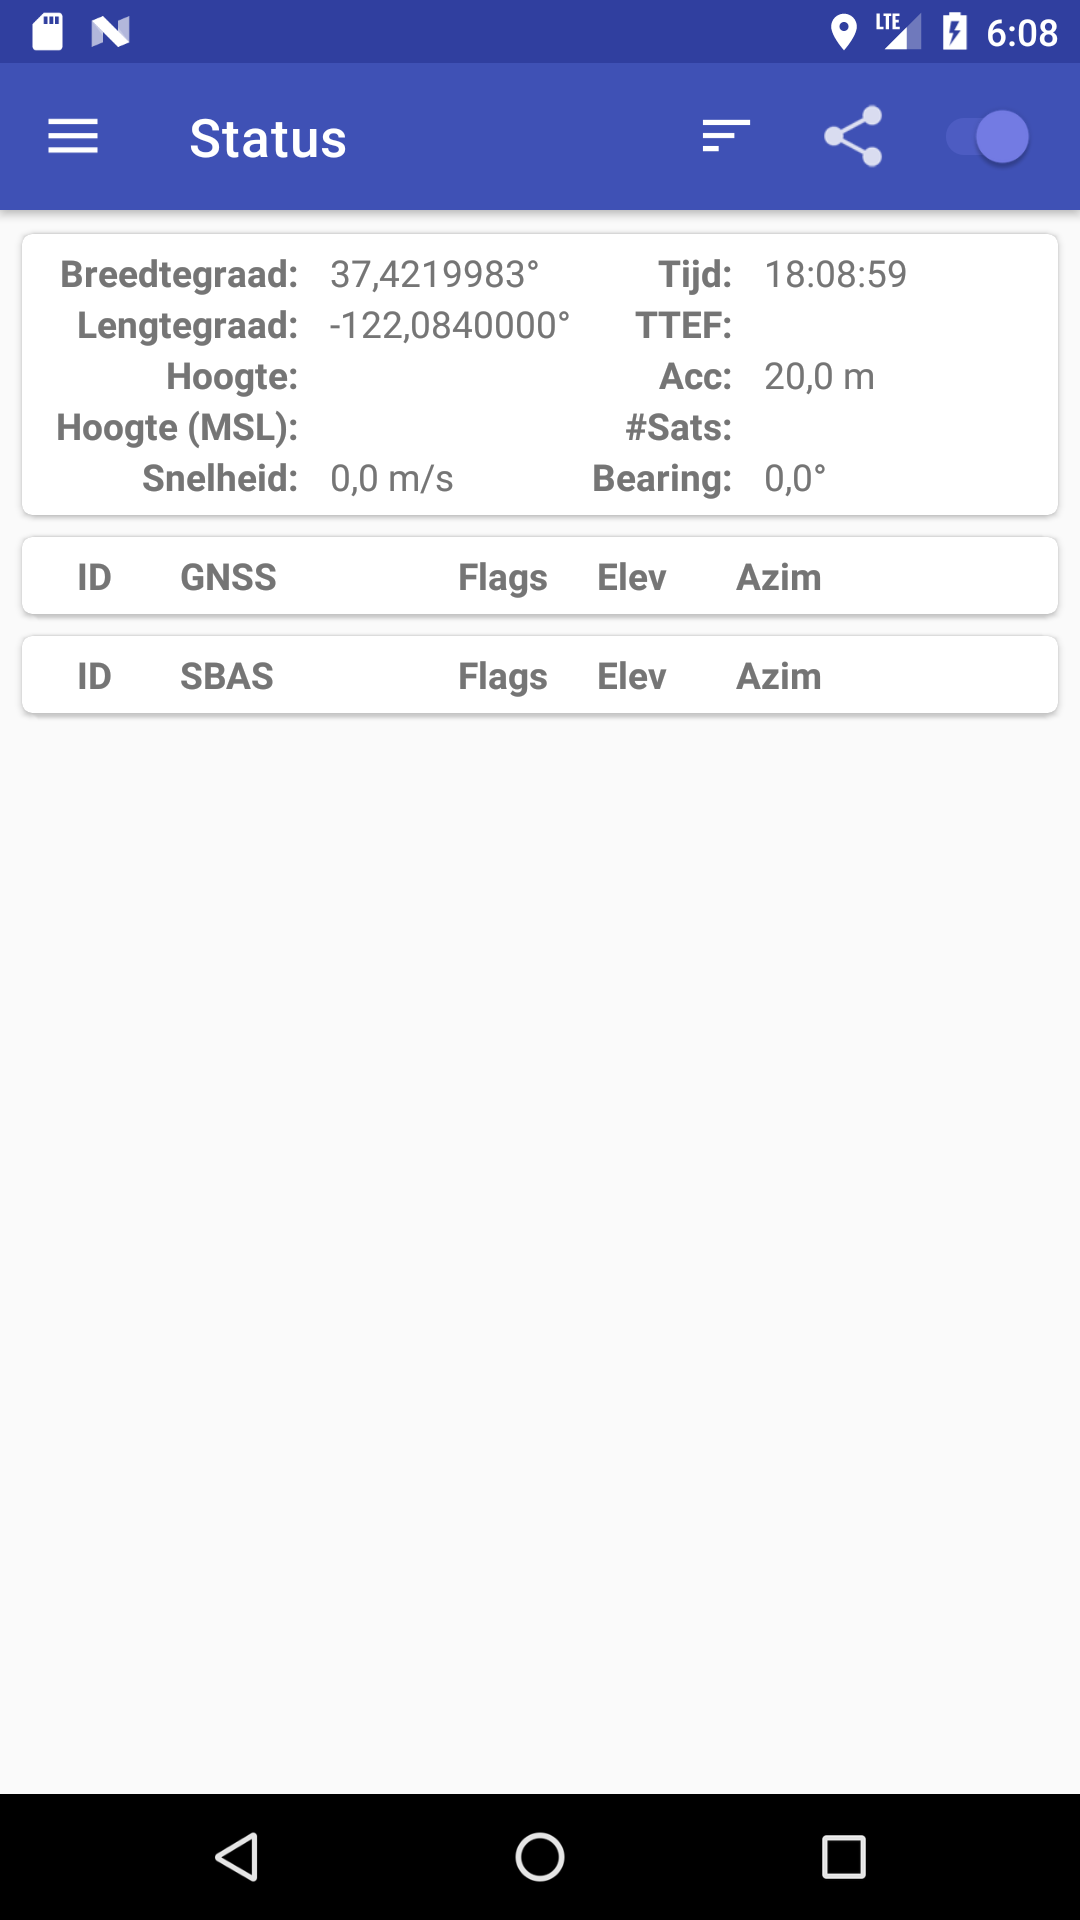 LTE 6:08
Status
Breedtegraad: 37,4219983° Tijd: 18:08:59
Lengtegraad: -122,0840000° TTEF:
Hoogte: Acc: 20,0 m
Hoogte (MSL): #Sats:
Snelheid: 0,0 m/s Bearing: 0,0°
ID GNSS Flags Elev Azim
ID SBAS Flags Elev Azim